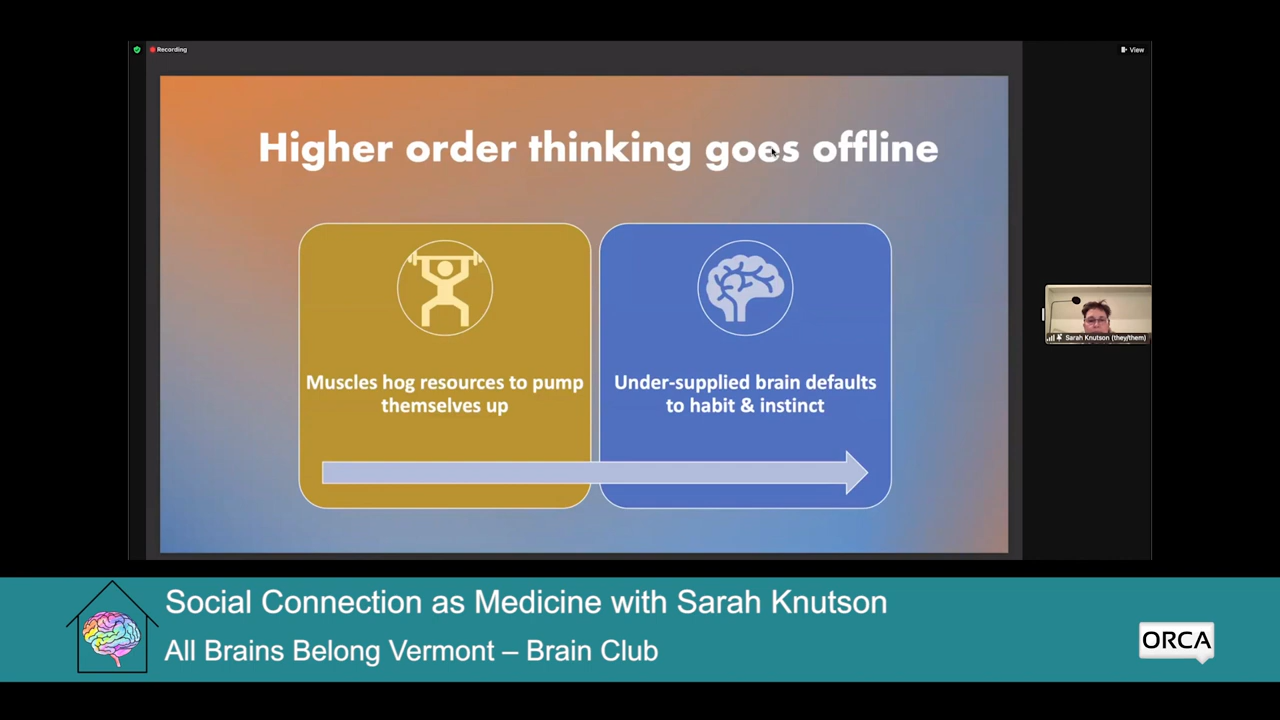 Recording
View
Higher order thinking goes offline
Muscles hog resources to pump
themselves up
Under-supplied brain defaults
to habit & instinct
Sarah Knutson (they/them)
Social Connection as Medicine with Sarah Knutson
All Brains Belong Vermont – Brain Club
ORCA